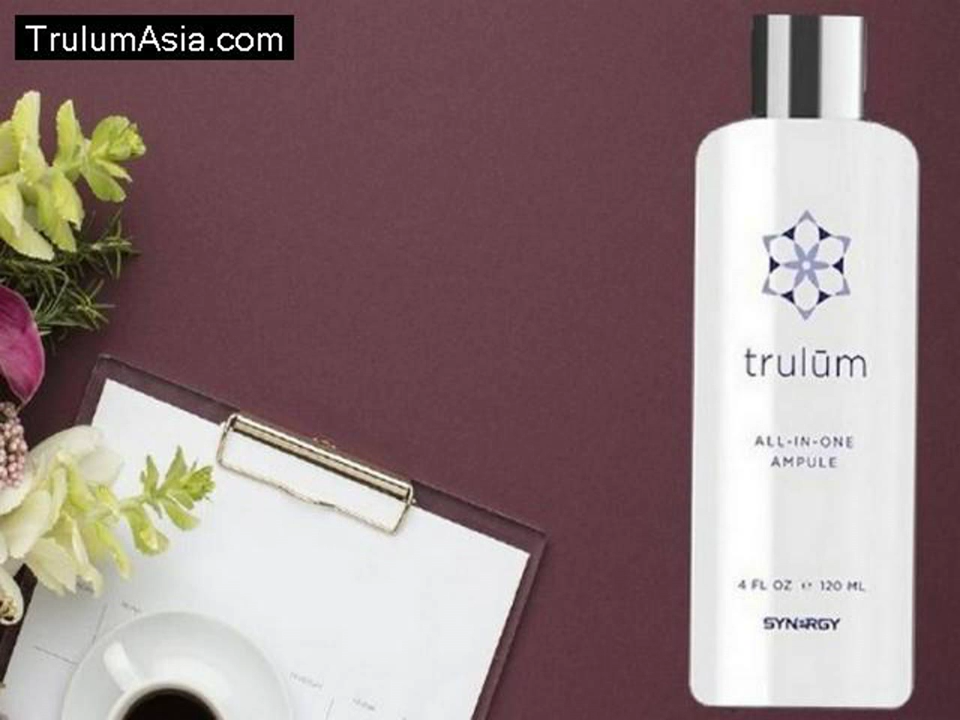 TrulumAsia.com
trulūm
ALL-IN-ONE
AMPULE
4 FL OZ e 120 ML
SYNERGY